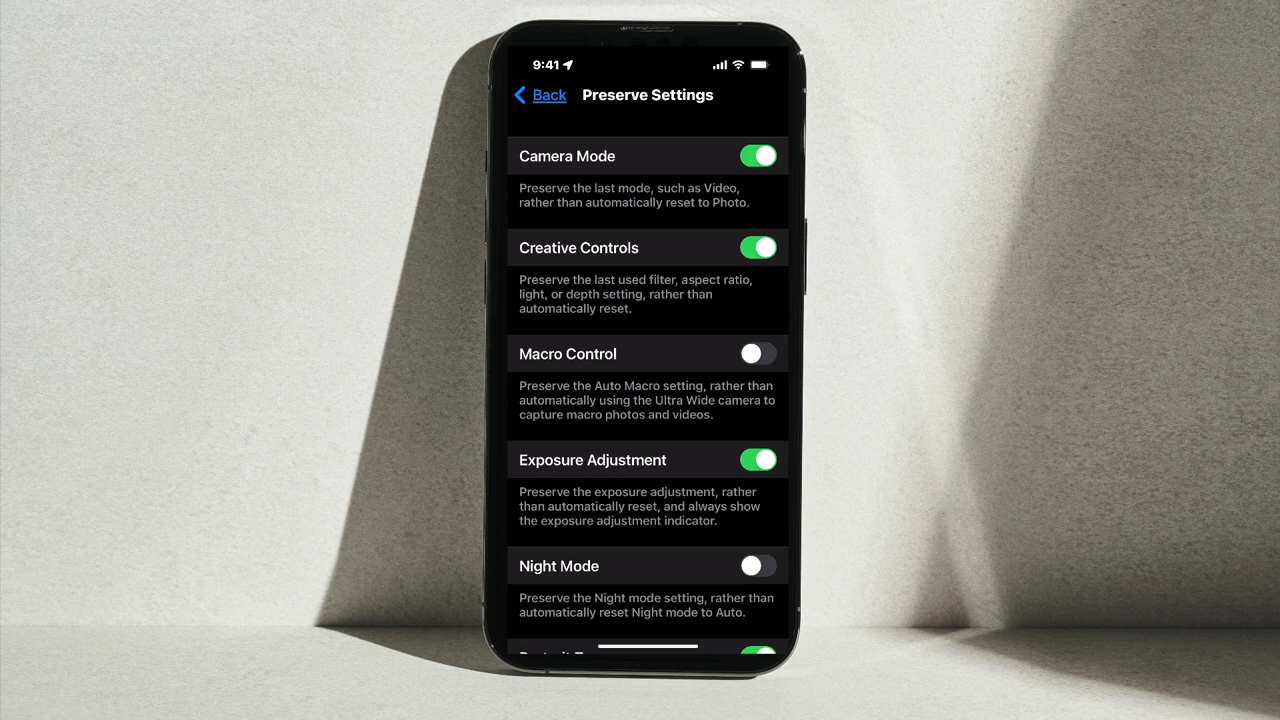 9:41
Back Preserve Settings
Camera Mode
Preserve the last mode, such as Video,
rather than automatically reset to Photo.
Creative Controls
Preserve the last used filter, aspect ratio,
light, or depth setting, rather than
automatically reset.
Macro Control
Preserve the Auto Macro setting, rather than
automatically using the Ultra Wide camera to
capture macro photos and videos.
Exposure Adjustment
Preserve the exposure adjustment, rather
than automatically reset, and always show
the exposure adjustment indicator.
Night Mode
Preserve the Night mode setting, rather than
automatically reset Night mode to Auto.